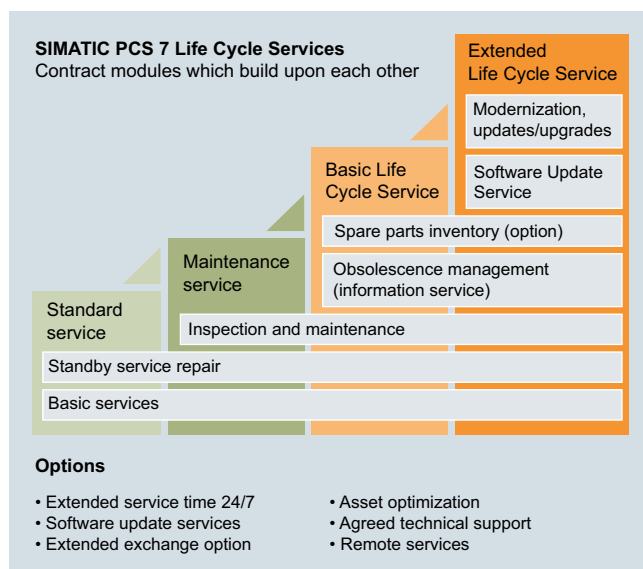 SIMATIC PCS 7 Life Cycle Services
Contract modules which build upon each other
Extended
Life Cycle Service
Modernization,
updates/upgrades
Software Update
Service
Basic Life
Cycle Service
Spare parts inventory (option)
Obsolescence management
(information service)
Maintenance
service
Inspection and maintenance
Standard
service
Standby service repair
Basic services
Options
• Extended service time 24/7
• Software update services
• Extended exchange option
• Asset optimization
• Agreed technical support
• Remote services